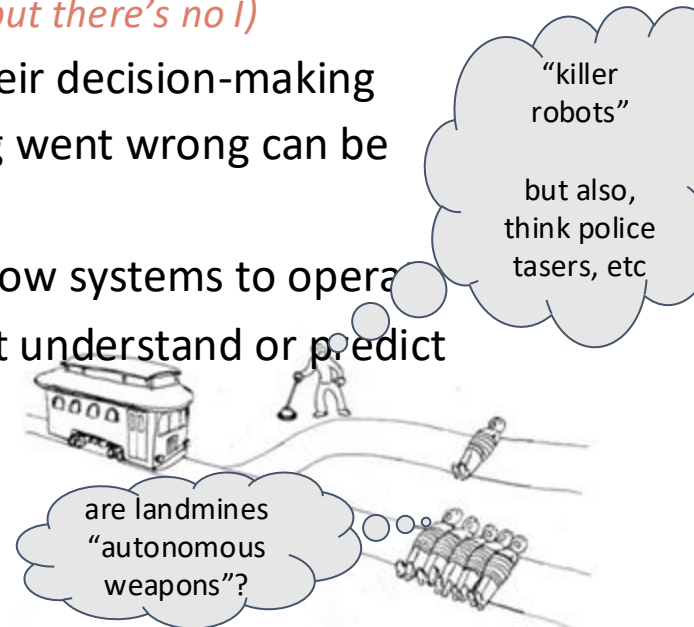 out there's no I)
eir decision-making
g went wrong can be
ow systems to opera
t understand or predict
"killer
robots"
but also,
think police
tasers, etc
are landmines
"autonomous
weapons"?